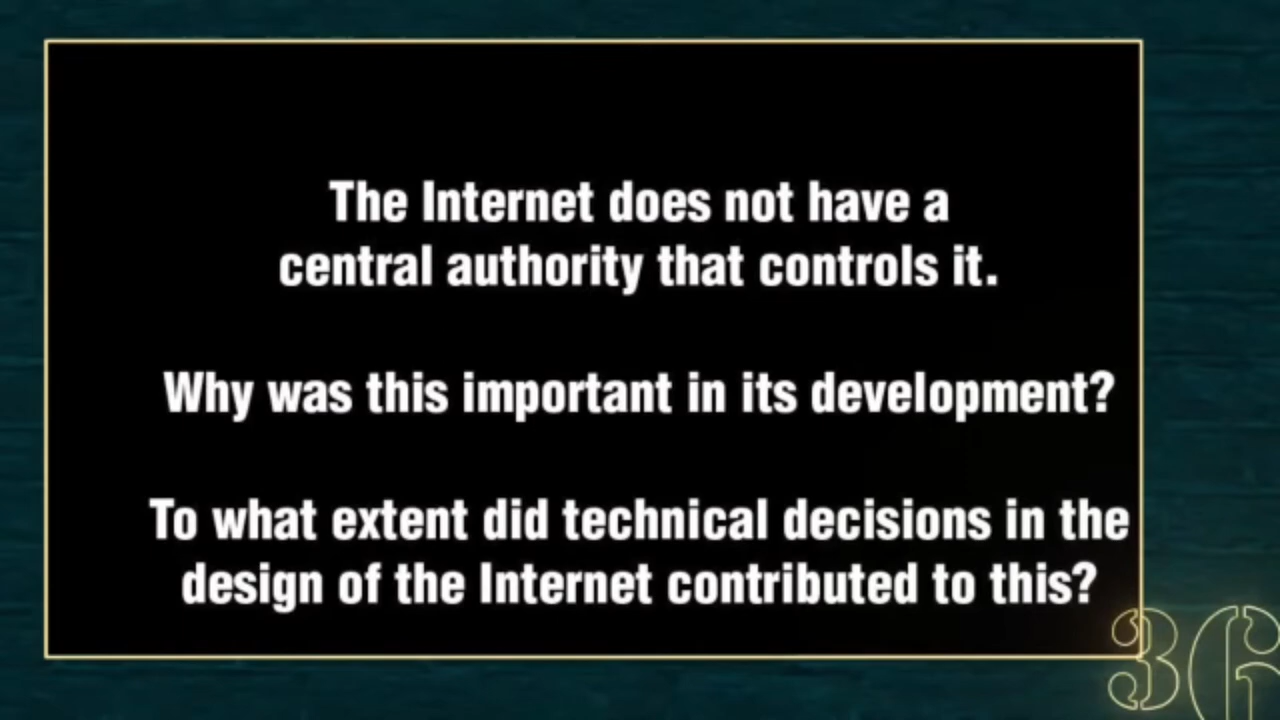 The Internet does not have a
central authority that controls it.
Why was this important in its development?
To what extent did technical decisions in the
design of the Internet contributed to this?
36